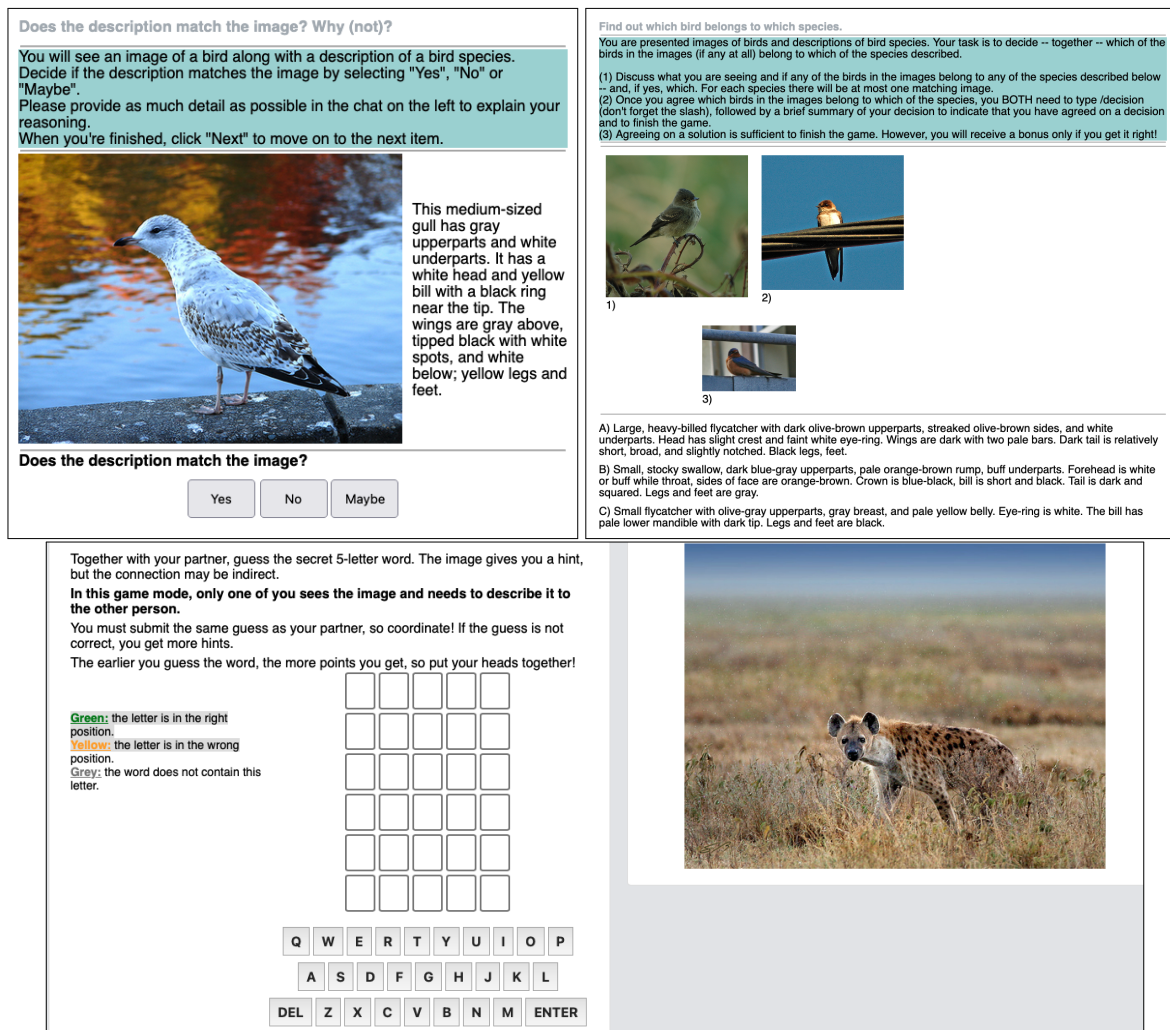 Does the description match the image? Why (not)?
You will see an image of a bird along with a description of a bird species.
Decide if the description matches the image by selecting "Yes", "No" or
"Maybe".
Please provide as much detail as possible in the chat on the left to explain your
reasoning.
When you're finished, click "Next" to move on to the next item.
This medium-sized
gull has gray
upperparts and white
underparts. It has a
white head and yellow
bill with a black ring
near the tip. The
wings are gray above,
tipped black with white
spots, and white
below; yellow legs and
feet.
Does the description match the image?
Yes
No
Maybe
Find out which bird belongs to which species.
You are presented images of birds and descriptions of bird species. Your task is to decide -- together -- which of the
birds in the images (if any at all) belong to which of the species described.
(1) Discuss what you are seeing and if any of the birds in the images belong to any of the species described below
-- and, if yes, which. For each species there will be at most one matching image.
(2) Once you agree which birds in the images belong to which of the species, you BOTH need to type /decision
(don't forget the slash), followed by a brief summary of your decision to indicate that you have agreed on a decision
and to finish the game.
(3) Agreeing on a solution is sufficient to finish the game. However, you will receive a bonus only if you get it right!
1)
2)
3)
A) Large, heavy-billed flycatcher with dark olive-brown upperparts, streaked olive-brown sides, and white
underparts. Head has slight crest and faint white eye-ring. Wings are dark with two pale bars. Dark tail is relatively
short, broad, and slightly notched. Black legs, feet.
B) Small, stocky swallow, dark blue-gray upperparts, pale orange-brown rump, buff underparts. Forehead is white
or buff while throat, sides of face are orange-brown. Crown is blue-black, bill is short and black. Tail is dark and
squared. Legs and feet are gray.
C) Small flycatcher with olive-gray upperparts, gray breast, and pale yellow belly. Eye-ring is white. The bill has
pale lower mandible with dark tip. Legs and feet are black.
Together with your partner, guess the secret 5-letter word. The image gives you a hint,
but the connection may be indirect.
In this game mode, only one of you sees the image and needs to describe it to
the other person.
You must submit the same guess as your partner, so coordinate! If the guess is not
correct, you get more hints.
The earlier you guess the word, the more points you get, so put your heads together!
Green: the letter is in the right
position.
Yellow: the letter is in the wrong
position.
Grey: the word does not contain this
letter.
Q W E R T Y U I O P
A S D F G H J K L
DEL Z X C V B N M ENTER